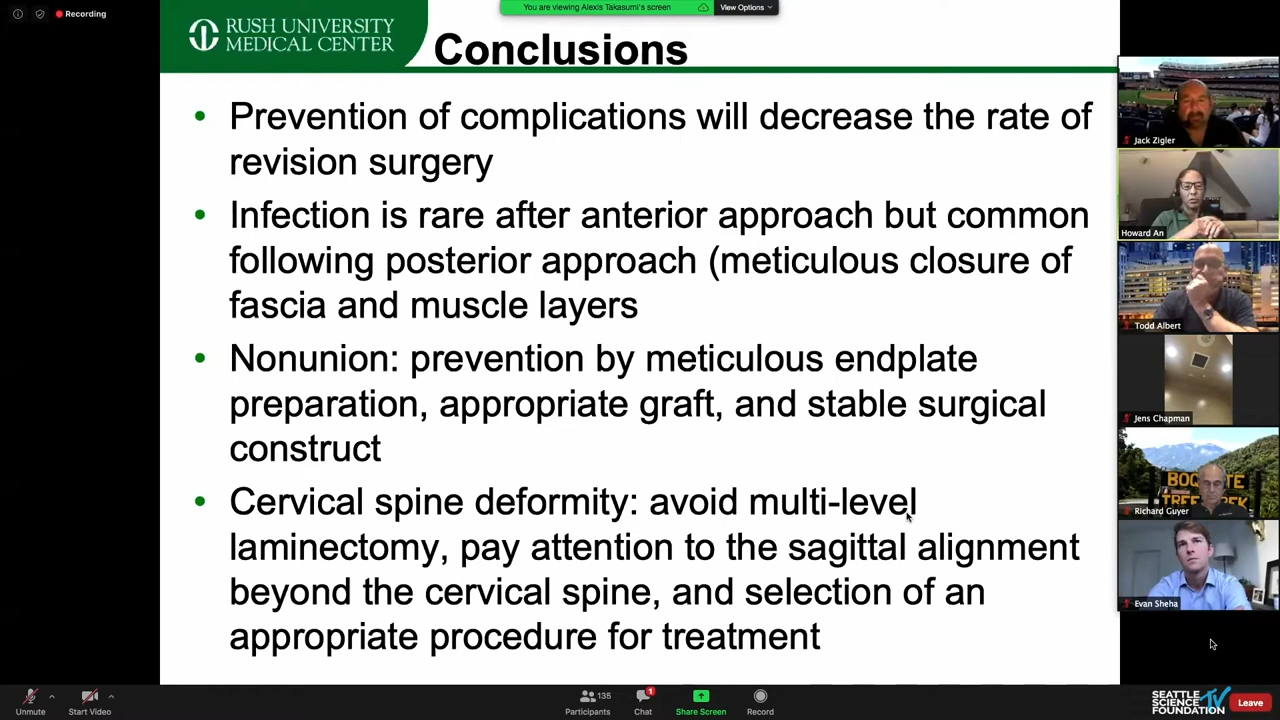 Recording
You are viewing Alexis Takasumi's screen
View Options
RUSH UNIVERSITY
MEDICAL CENTER
Conclusions
• Prevention of complications will decrease the rate of
revision surgery
• Infection is rare after anterior approach but common
following posterior approach (meticulous closure of
fascia and muscle layers
• Nonunion: prevention by meticulous endplate
preparation, appropriate graft, and stable surgical
construct
• Cervical spine deformity: avoid multi-level
laminectomy, pay attention to the sagittal alignment
beyond the cervical spine, and selection of an
appropriate procedure for treatment
Jack Zigler
Howard An
Todd Albert
Jens Chapman
Richard Guyer
Evan Sheha
Unmute
Start Video
135
Participants
1
Chat
Share Screen
Record
SEATTLE
SCIENCE
FOUNDATION
TV
Leave